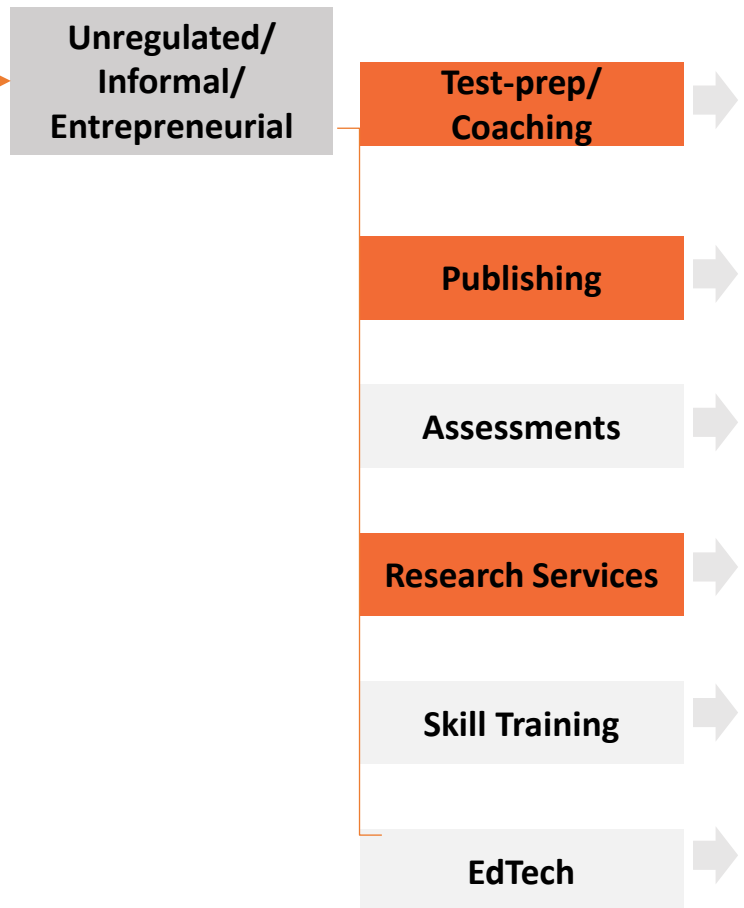 Unregulated/
Informal/
Entrepreneurial
Test-prep/
Coaching
Publishing
Assessments
Research Services
Skill Training
EdTech